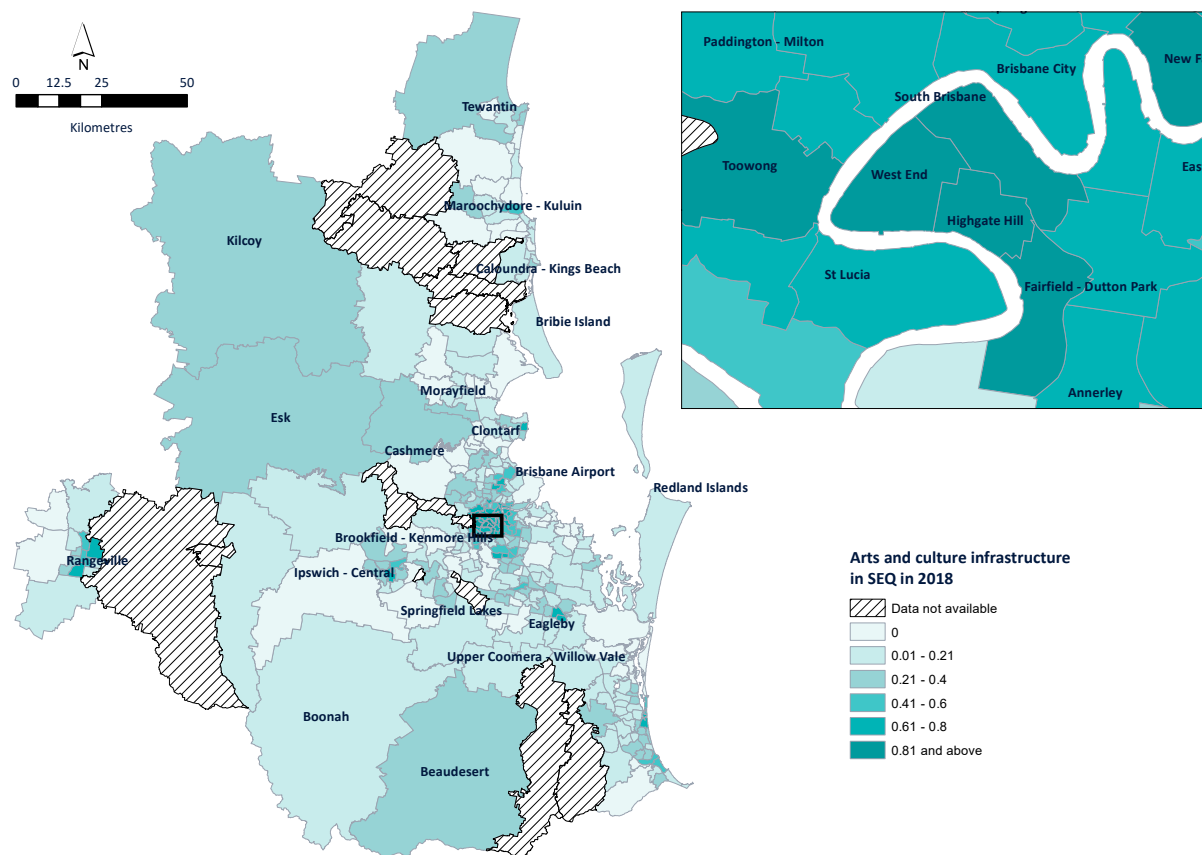 N
0 12.5 25 50
Kilometres
Tewantin
Maroochydore - Kuluin
Kilcoy
Caloundra - Kings Beach
Bribie Island
Morayfield
Esk
Clontarf
Cashmere
Brisbane Airport
Redland Islands
Brookfield - Kenmore Hills
Rangeville
Ipswich - Central
Springfield Lakes
Eagleby
Upper Coomera - Willow Vale
Boonah
Beaudesert
Paddington - Milton
Brisbane City
New F
South Brisbane
Toowong
West End
Eas
Highgate Hill
St Lucia
Fairfield - Dutton Park
Annerley
Arts and culture infrastructure
in SEQ in 2018
Data not available
0
0.01 - 0.21
0.21 - 0.4
0.41 - 0.6
0.61 - 0.8
0.81 and above